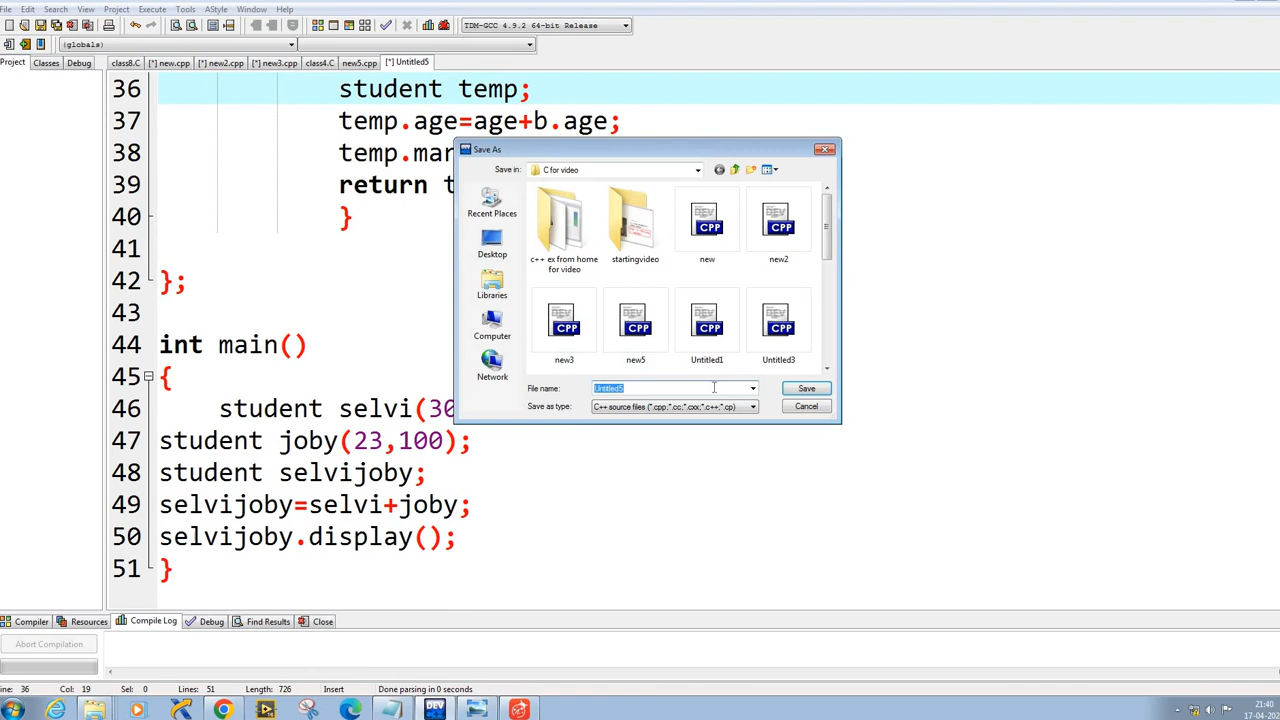 File Edit Search View Project Execute Tools AStyle Window Help
TDM-GCC 4.9.2 64-bit Release
(globals)
Project Classes Debug class8.C [*] new.cpp [*] new2.cpp [*] new3.cpp class4.C new5.cpp [*] Untitled5
36 student temp;
37 temp.age=age+b.age;
38 temp.mar
39 return t
40 }
41
42 };
43
44 int main()
45 {
46 student selvi(30
47 student joby(23,100);
48 student selvijoby;
49 selvijoby=selvi+joby;
50 selvijoby.display();
51 }
Save As
Save in: C for video
Recent Places
Desktop
Libraries
Computer
Network
c++ ex from home for video
startingvideo
new
new2
new3
new5
Untitled1
Untitled3
File name: Untitled5 Save
Save as type: C++ source files (*.cpp;*.cc;*.cxx;*.c++;*.cp) Cancel
Compiler Resources Compile Log Debug Find Results Close
Abort Compilation
ine: 36 Col: 19 Sel: 0 Lines: 51 Length: 726 Insert Done parsing in 0 seconds
21:40
17-04-202